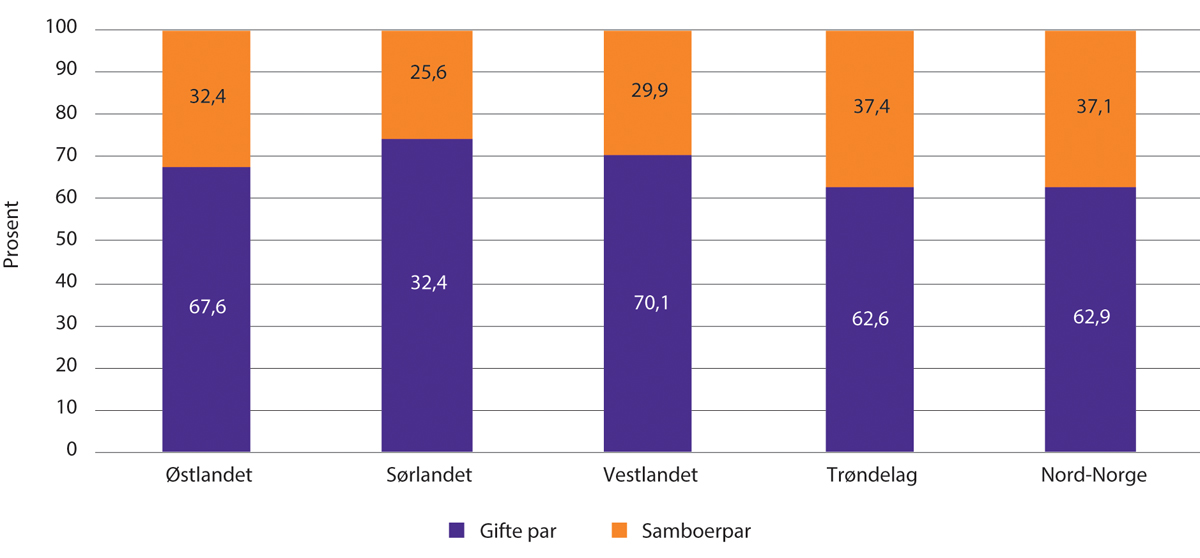 100
90
80
70
60
50
40
30
20
10
0
Prosent
32,4
25,6
29,9
37,4
37,1
67,6
32,4
70,1
62,6
62,9
Østlandet
Sørlandet
Vestlandet
Trøndelag
Nord-Norge
Gifte par
Samboerpar